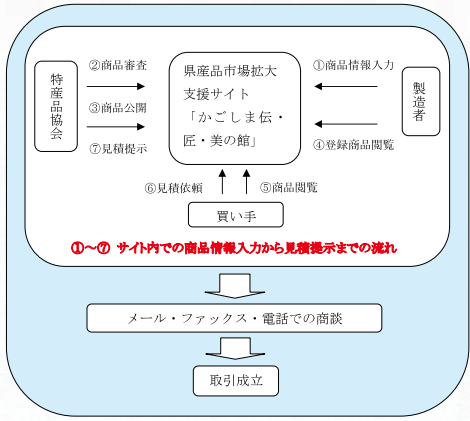 特産品協会
②商品審査
③商品公開
⑦見積提示
県産品市場拡大
支援サイト
「かごしま伝・
匠・美の館」
①商品情報入力
④登録商品閲覧
製造者
⑥見積依頼
⑤商品閲覧
買い手
①～⑦ サイト内での商品情報入力から見積提示までの流れ
メール・ファックス・電話での商談
取引成立